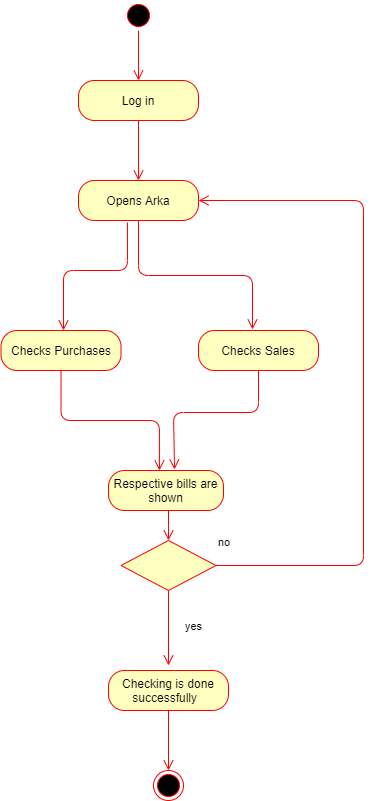 Log in
Opens Arka
Checks Purchases
Checks Sales
Respective bills are
shown
no
yes
Checking is done
successfully